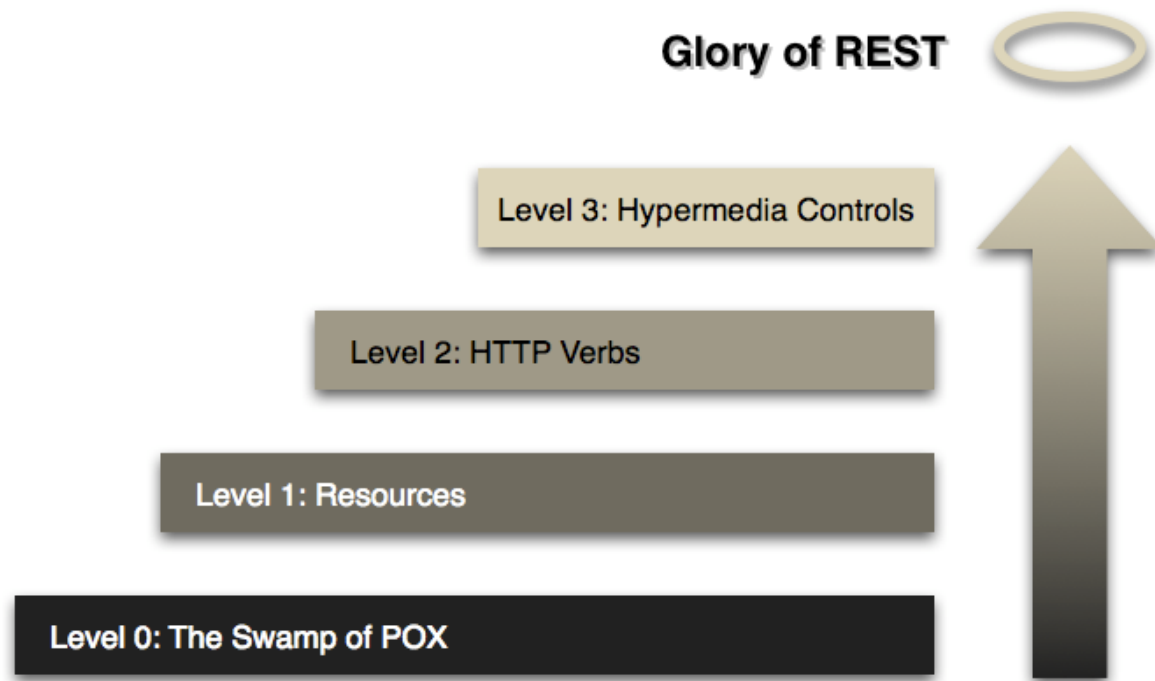 Glory of REST
Level 3: Hypermedia Controls
Level 2: HTTP Verbs
Level 1: Resources
Level 0: The Swamp of POX